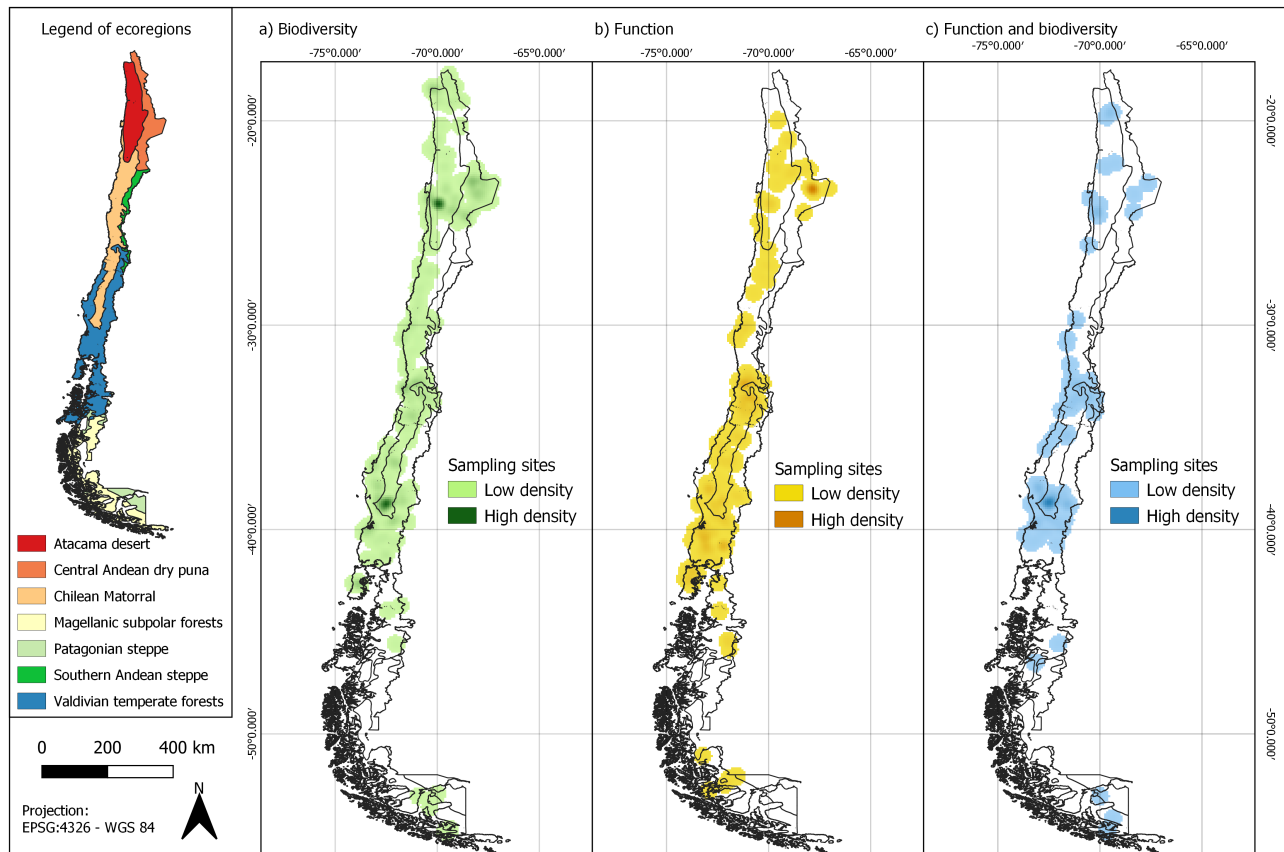 Legend of ecoregions
Atacama desert
Central Andean dry puna
Chilean Matorral
Magellanic subpolar forests
Patagonian steppe
Southern Andean steppe
Valdivian temperate forests
0 200 400 km
Projection:
EPSG:4326 - WGS 84
N
a) Biodiversity
-75°0.000' -70°0.000' -65°0.000'
-20°0.000'
-30°0.000'
-40°0.000'
-50°0.000'
Sampling sites
Low density
High density
b) Function
-75°0.000' -70°0.000' -65°0.000'
Sampling sites
Low density
High density
c) Function and biodiversity
-75°0.000' -70°0.000' -65°0.000'
Sampling sites
Low density
High density
-20°0.000'
-30°0.000'
-40°0.000'
-50°0.000'